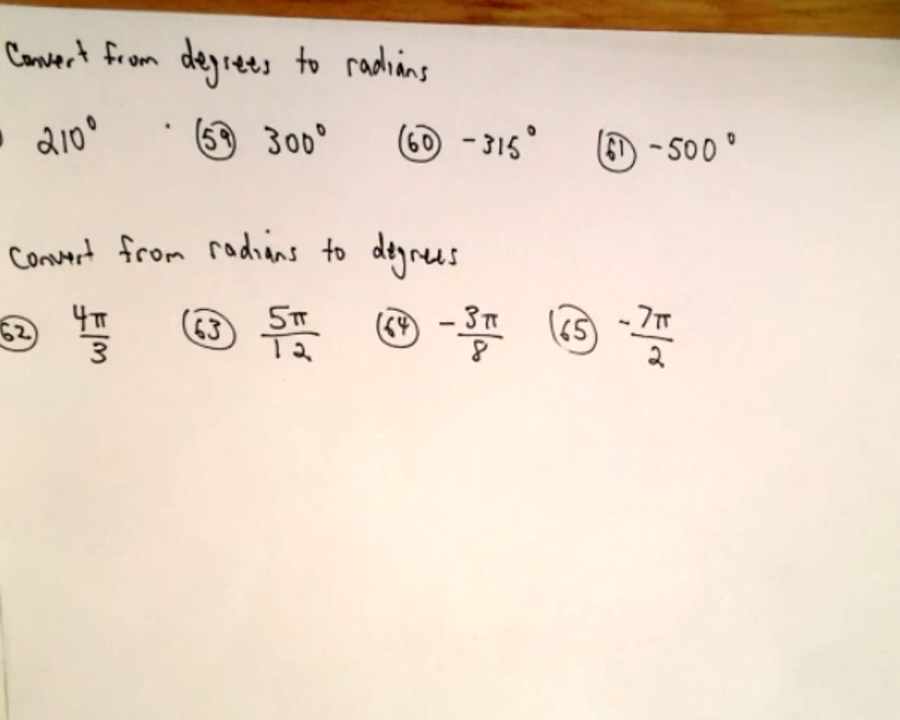 Convert from degrees to radians
210° (59) 300° (60) -315° (61) -500°
Convert from radians to degrees
(62) 4π/3 (63) 5π/12 (64) -3π/8 (65) -7π/2